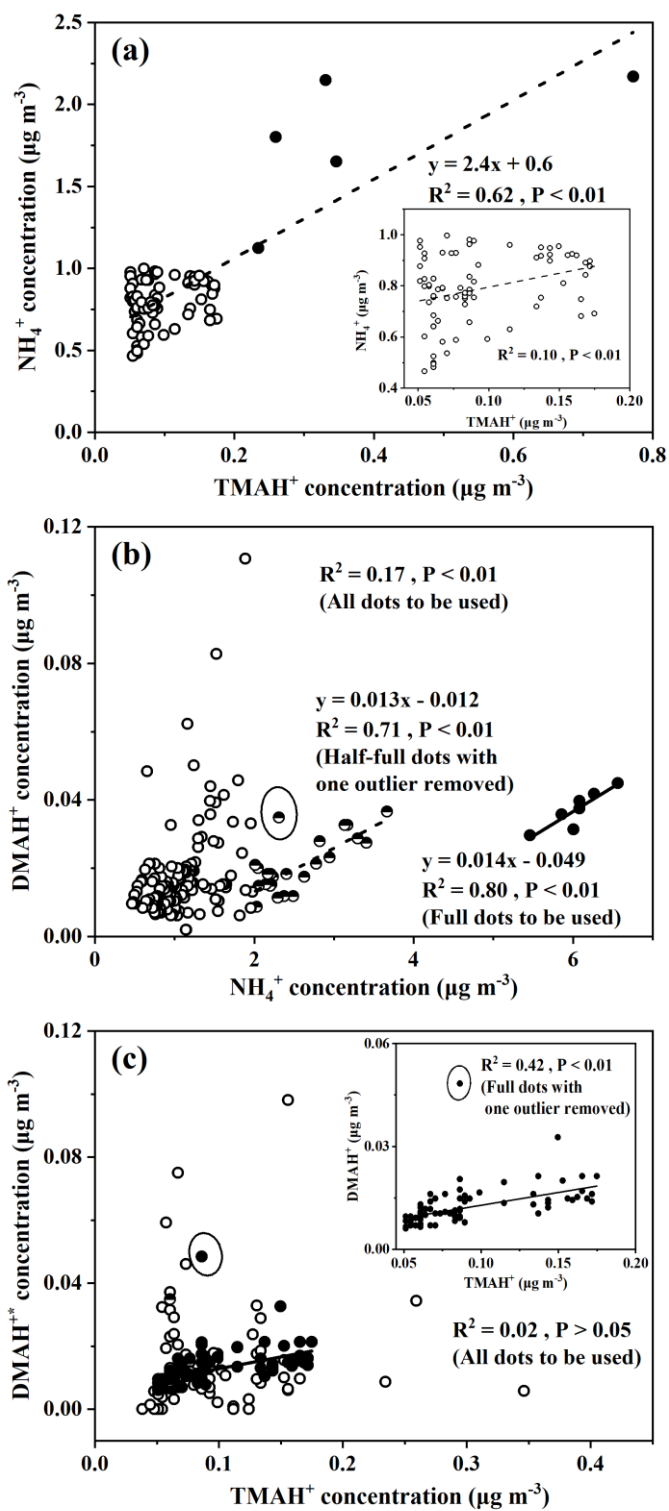 (a)
y = 2.4x + 0.6
R² = 0.62 , P < 0.01
R² = 0.10 , P < 0.01
0.4
0.6
0.8
1.0
NH₄⁺ (µg m⁻³)
0.05
0.10
0.15
0.20
TMAH⁺ (µg m⁻³)
2.5
2.0
1.5
1.0
0.5
0.0
NH₄⁺ concentration (µg m⁻³)
0.0
0.2
0.4
0.6
0.8
TMAH⁺ concentration (µg m⁻³)
(b)
R² = 0.17 , P < 0.01
(All dots to be used)
y = 0.013x - 0.012
R² = 0.71 , P < 0.01
(Half-full dots with
one outlier removed)
y = 0.014x - 0.049
R² = 0.80 , P < 0.01
(Full dots to be used)
0.12
0.08
0.04
0.00
DMAH⁺ concentration (µg m⁻³)
0
2
4
6
NH₄⁺ concentration (µg m⁻³)
(c)
R² = 0.42 , P < 0.01
(Full dots with
one outlier removed)
0.06
0.03
0.00
DMAH⁺ (µg m⁻³)
0.05
0.10
0.15
0.20
TMAH⁺ (µg m⁻³)
R² = 0.02 , P > 0.05
(All dots to be used)
0.12
0.08
0.04
0.00
DMAH⁺* concentration (µg m⁻³)
0.0
0.1
0.2
0.3
0.4
TMAH⁺ concentration (µg m⁻³)